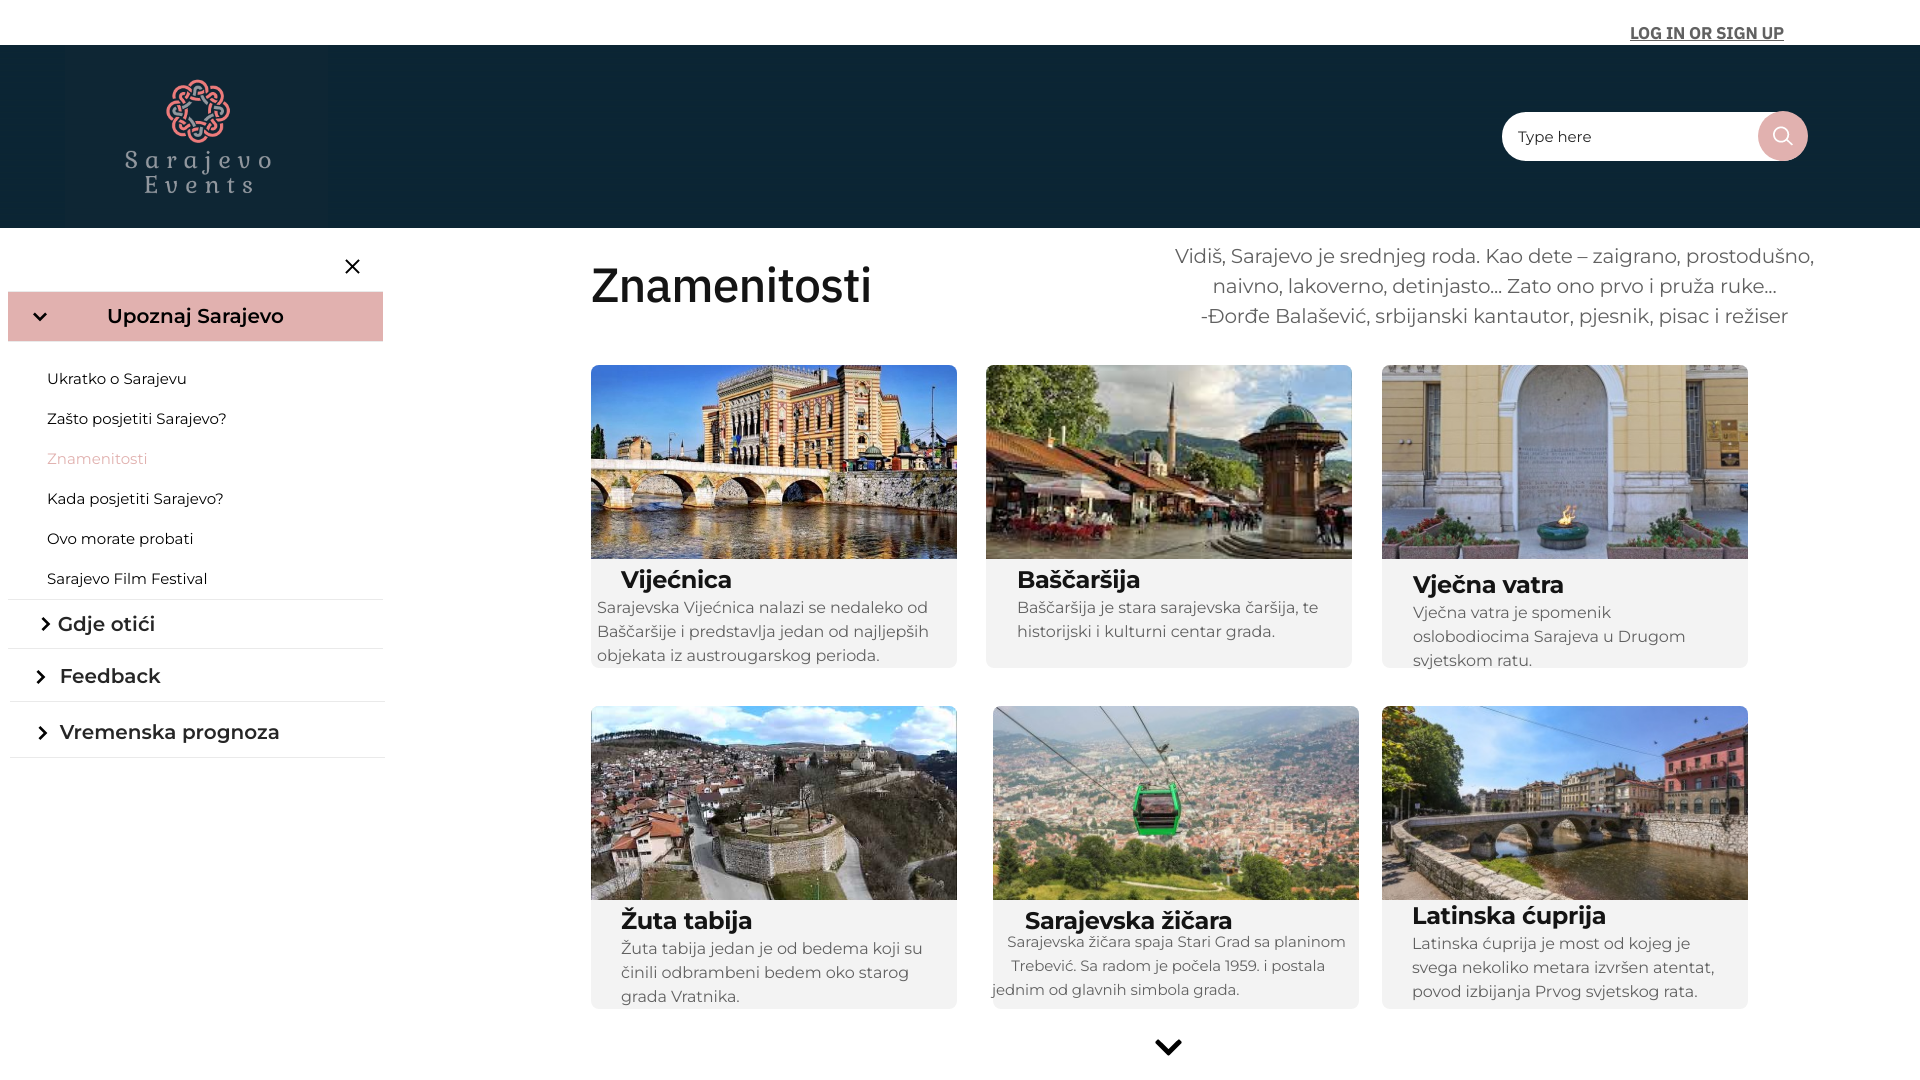 LOG IN OR SIGN UP
Sarajevo
Events
Type here
Upoznaj Sarajevo
Ukratko o Sarajevu
Zašto posjetiti Sarajevo?
Znamenitosti
Kada posjetiti Sarajevo?
Ovo morate probati
Sarajevo Film Festival
Gdje otići
Feedback
Vremenska prognoza
Znamenitosti
Vidiš, Sarajevo je srednjeg roda. Kao dete – zaigrano, prostodušno,
naivno, lakoverno, detinjasto... Zato ono prvo i pruža ruke...
-Đorđe Balašević, srbijanski kantautor, pjesnik, pisac i režiser
Vijećnica
Sarajevska Vijećnica nalazi se nedaleko od
Baščaršije i predstavlja jedan od najljepših
objekata iz austrougarskog perioda.
Baščaršija
Baščaršija je stara sarajevska čaršija, te
historijski i kulturni centar grada.
Vječna vatra
Vječna vatra je spomenik
oslobodiocima Sarajeva u Drugom
svjetskom ratu.
Žuta tabija
Žuta tabija jedan je od bedema koji su
činili odbrambeni bedem oko starog
grada Vratnika.
Sarajevska žičara
Sarajevska žičara spaja Stari Grad sa planinom
Trebević. Sa radom je počela 1959. i postala
jednim od glavnih simbola grada.
Latinska ćuprija
Latinska ćuprija je most od kojeg je
svega nekoliko metara izvršen atentat,
povod izbijanja Prvog svjetskog rata.